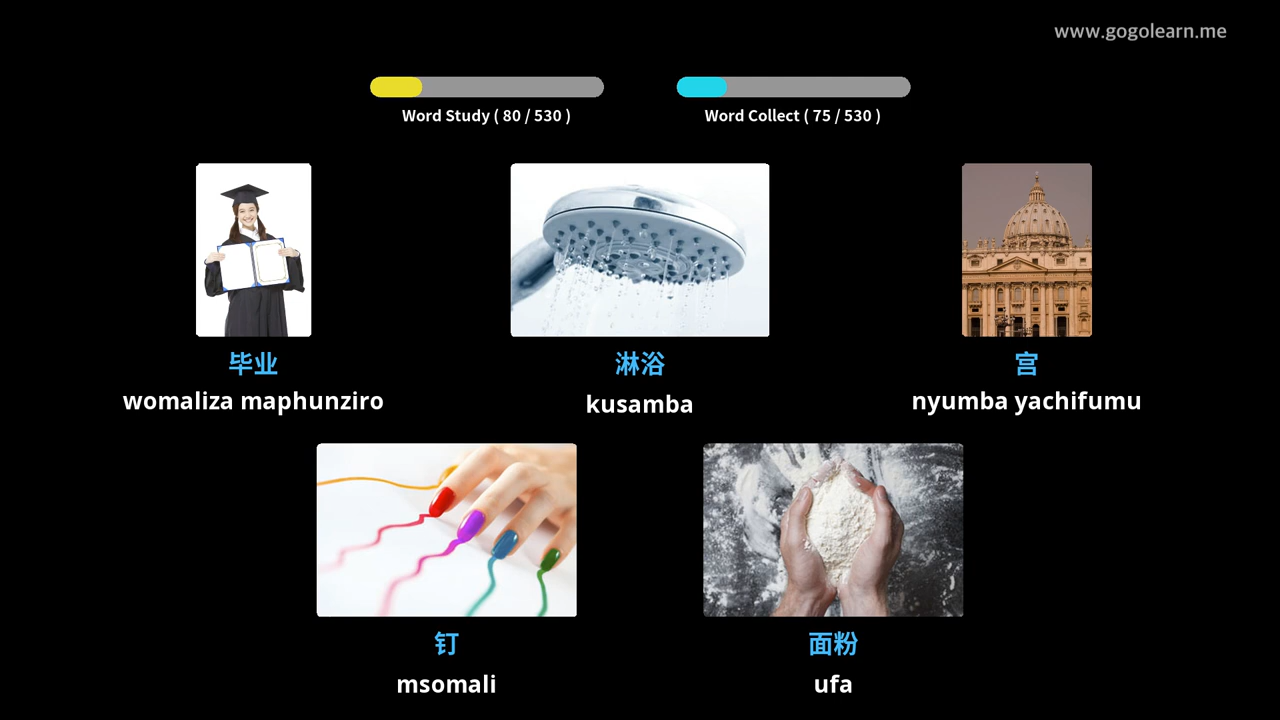 www.gogolearn.me
Word Study ( 80 / 530 )
Word Collect ( 75 / 530 )
毕业
womaliza maphunziro
淋浴
kusamba
宫
nyumba yachifumu
钉
msomali
面粉
ufa